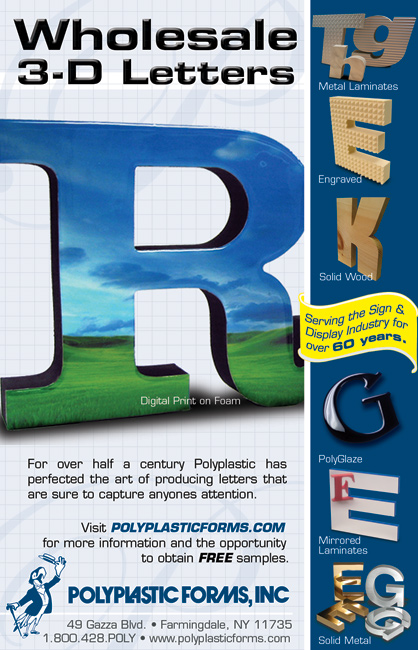 Wholesale
3-D Letters
Digital Print on Foam
For over half a century Polyplastic has
perfected the art of producing letters that
are sure to capture anyones attention.
Visit POLYPLASTICFORMS.COM
for more information and the opportunity
to obtain FREE samples.
POLYPLASTIC FORMS, INC
49 Gazza Blvd. • Farmingdale, NY 11735
1.800.428.POLY • www.polyplasticforms.com
T h g
Metal Laminates
E
Engraved
K
Solid Wood
Serving the Sign &
Display Industry for
over 60 years.
G
PolyGlaze
F E
Mirrored
Laminates
E G
Solid Metal
R